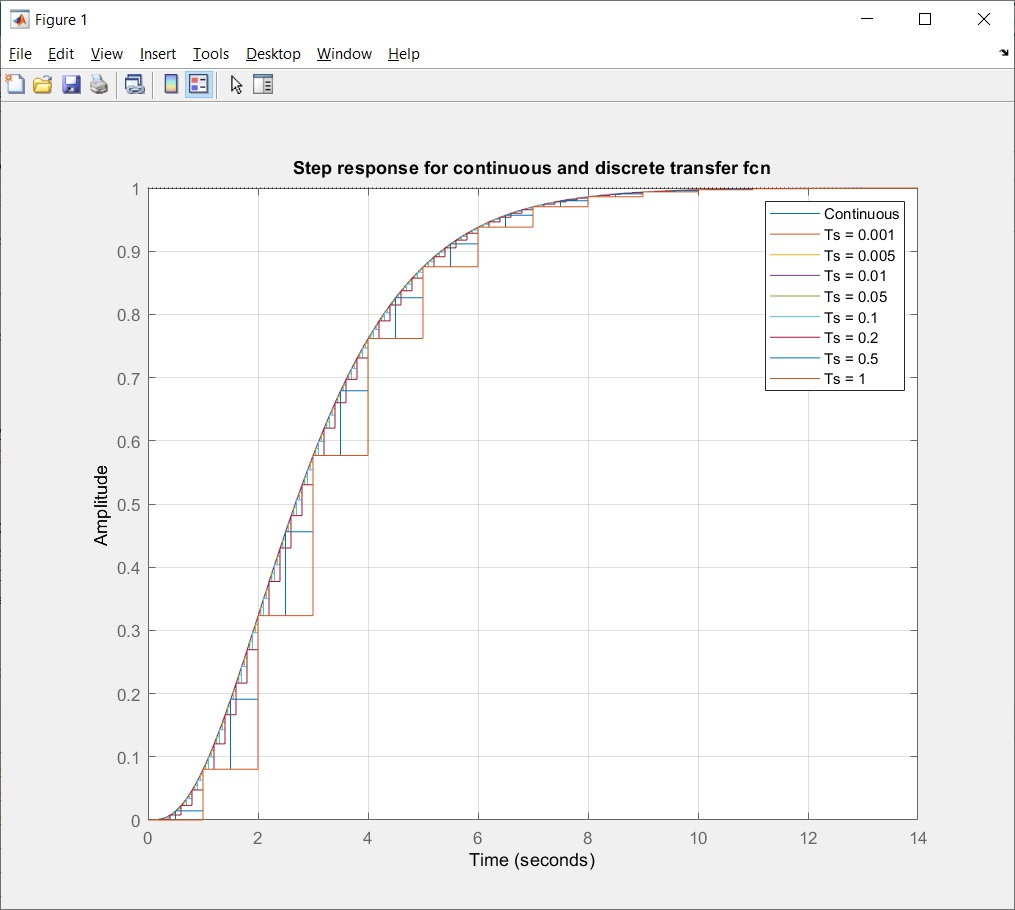 Figure 1
File Edit View Insert Tools Desktop Window Help
Step response for continuous and discrete transfer fcn
1
0.9
0.8
0.7
0.6
0.5
0.4
0.3
0.2
0.1
0
Amplitude
Continuous
Ts = 0.001
Ts = 0.005
Ts = 0.01
Ts = 0.05
Ts = 0.1
Ts = 0.2
Ts = 0.5
Ts = 1
0 2 4 6 8 10 12 14
Time (seconds)